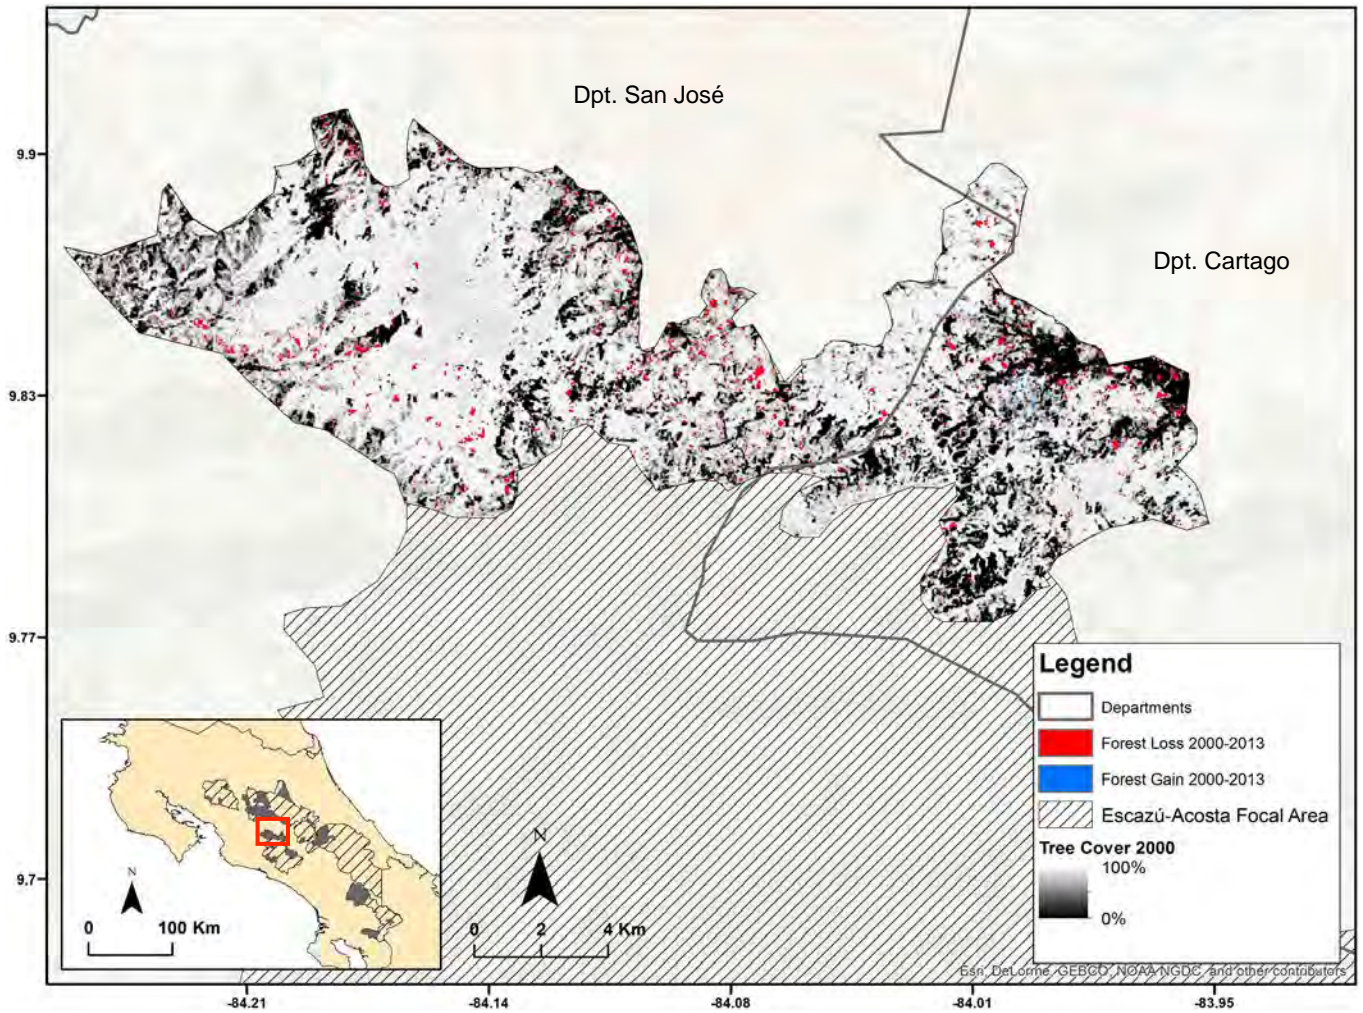 Dpt. San José
Dpt. Cartago
9.9
9.83
9.77
9.7
-84.21
-84.14
-84.08
-84.01
-83.95
Legend
Departments
Forest Loss 2000-2013
Forest Gain 2000-2013
Escazú-Acosta Focal Area
Tree Cover 2000
100%
0%
N
0 100 Km
N
0 2 4 Km
Esri, DeLorme, GEBCO, NOAA NGDC, and other contributors